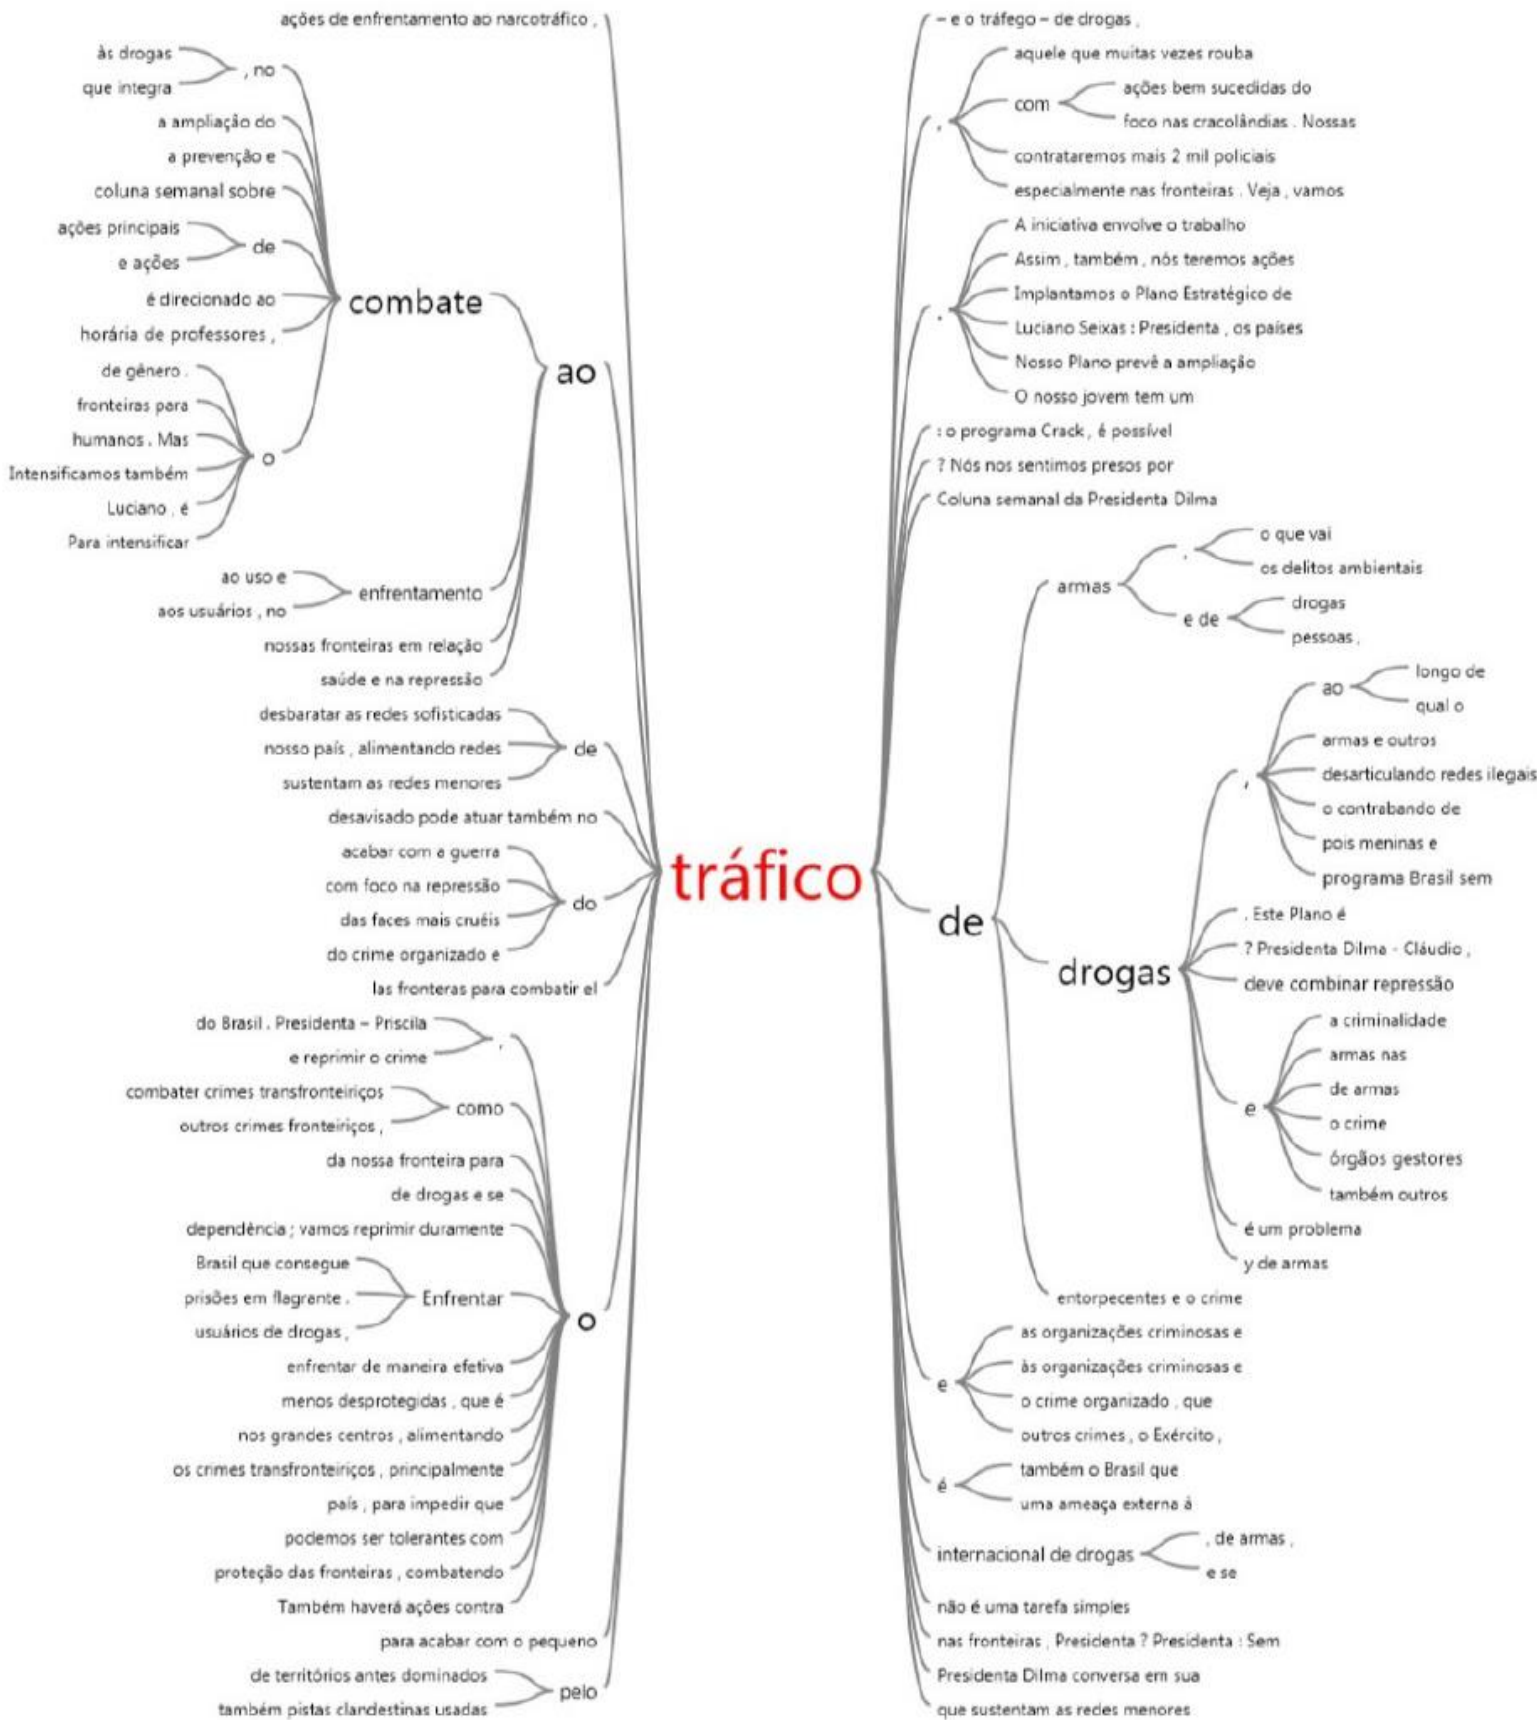 ações de enfrentamento ao narcotráfico ,
às drogas
que integra
, no
a ampliação do
a prevenção e
coluna semanal sobre
ações principais
e ações
de
é direcionado ao
horária de professores ,
de gênero .
fronteiras para
humanos . Mas
Intensificamos também
Luciano , é
Para intensificar
o
combate
ao uso e
aos usuários , no
enfrentamento
nossas fronteiras em relação
saúde e na repressão
ao
desbaratar as redes sofisticadas
nosso país , alimentando redes
sustentam as redes menores
de
desavisado pode atuar também no
acabar com a guerra
com foco na repressão
das faces mais cruéis
do crime organizado e
do
las fronteras para combatir el
do Brasil . Presidenta – Priscila
e reprimir o crime
,
combater crimes transfronteiriços
outros crimes fronteiriços ,
como
da nossa fronteira para
de drogas e se
dependência ; vamos reprimir duramente
Brasil que consegue
prisões em flagrante .
usuários de drogas ,
Enfrentar
enfrentar de maneira efetiva
menos desprotegidas , que é
nos grandes centros , alimentando
os crimes transfronteiriços , principalmente
país , para impedir que
podemos ser tolerantes com
proteção das fronteiras , combatendo
Também haverá ações contra
o
para acabar com o pequeno
de territórios antes dominados
também pistas clandestinas usadas
pelo
tráfico
– e o tráfego – de drogas ,
,
aquele que muitas vezes rouba
com
ações bem sucedidas do
foco nas cracolândias . Nossas
contrataremos mais 2 mil policiais
especialmente nas fronteiras . Veja , vamos
.
A iniciativa envolve o trabalho
Assim , também , nós teremos ações
Implantamos o Plano Estratégico de
Luciano Seixas : Presidenta , os países
Nosso Plano prevê a ampliação
O nosso jovem tem um
: o programa Crack , é possível
? Nós nos sentimos presos por
Coluna semanal da Presidenta Dilma
de
armas
,
o que vai
os delitos ambientais
e de
drogas
pessoas ,
drogas
,
ao
longo de
qual o
armas e outros
desarticulando redes ilegais
o contrabando de
pois meninas e
programa Brasil sem
. Este Plano é
? Presidenta Dilma - Cláudio ,
deve combinar repressão
e
a criminalidade
armas nas
de armas
o crime
órgãos gestores
também outros
é um problema
y de armas
entorpecentes e o crime
e
as organizações criminosas e
às organizações criminosas e
o crime organizado , que
outros crimes , o Exército ,
é
também o Brasil que
uma ameaça externa á
internacional de drogas
, de armas ,
e se
não é uma tarefa simples
nas fronteiras , Presidenta ? Presidenta : Sem
Presidenta Dilma conversa em sua
que sustentam as redes menores